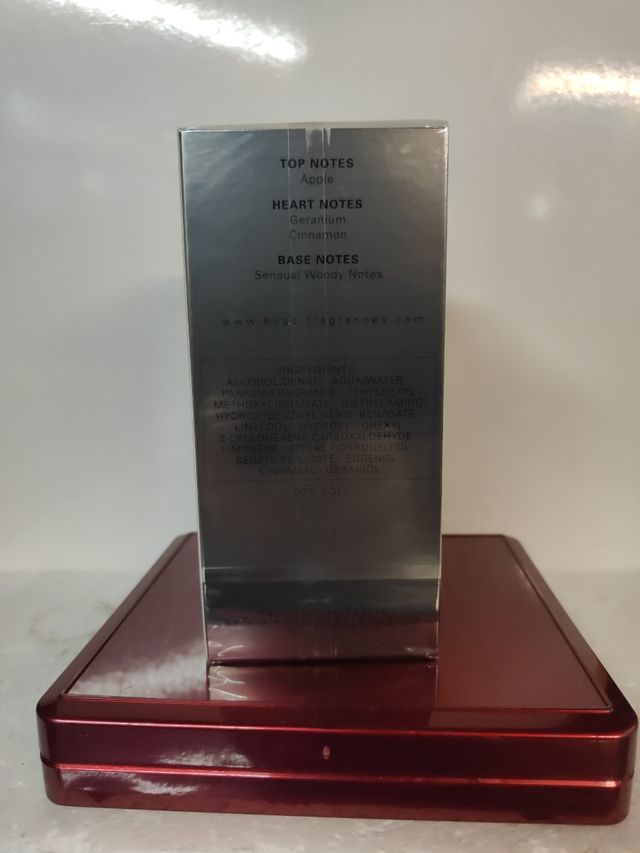 TOP NOTES
Apple
HEART NOTES
Geranium
Cinnamon
BASE NOTES
Sensual Woody Notes
www.boss-fragrances.com
INGREDIENTS:
ALCOHOL DENAT. · AQUA/WATER ·
PARFUM/FRAGRANCE · ETHYLHEXYL
METHOXYCINNAMATE · DIETHYLAMINO
HYDROXYBENZOYL HEXYL BENZOATE ·
LINALOOL · HYDROXYISOHEXYL
3-CYCLOHEXENE CARBOXALDEHYDE ·
LIMONENE · CITRAL · CITRONELLOL ·
BENZYL BENZOATE · EUGENOL ·
CINNAMAL · GERANIOL.
% VOL